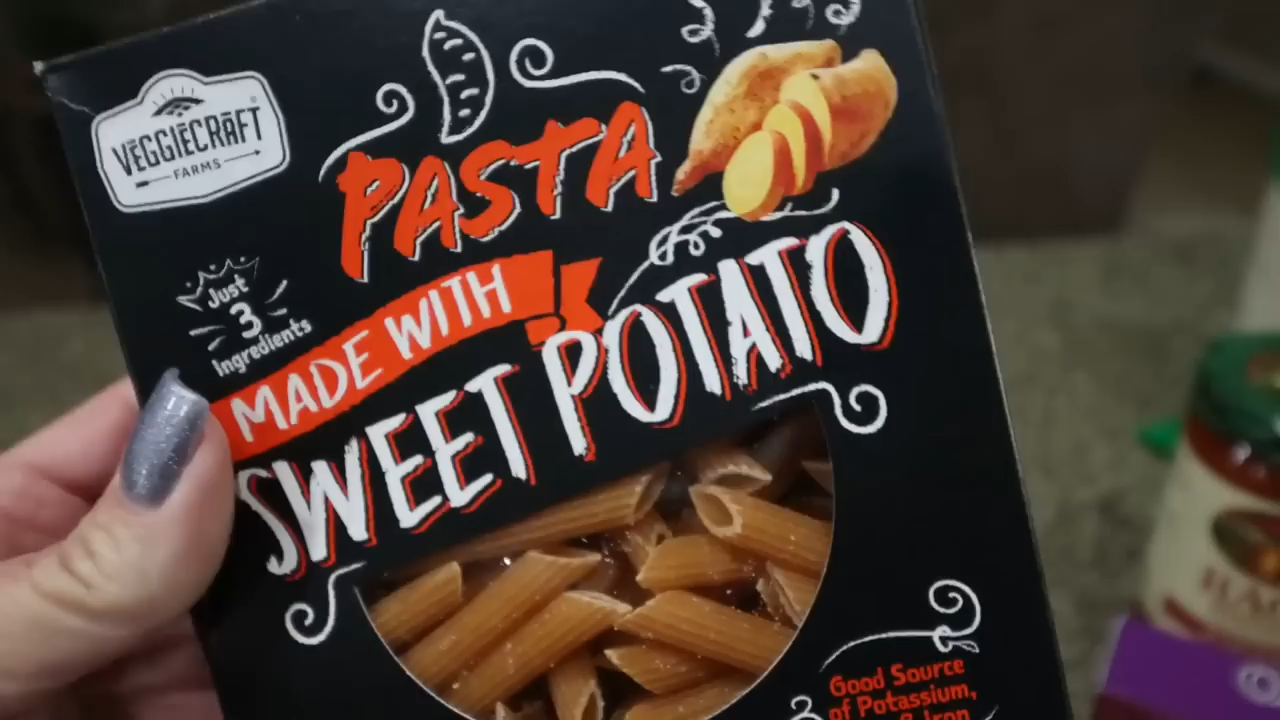 VEGGIECRAFT
FARMS
PASTA
Just
3
Ingredients
MADE WITH
SWEET POTATO
Good Source
of Potassium,
& Iron